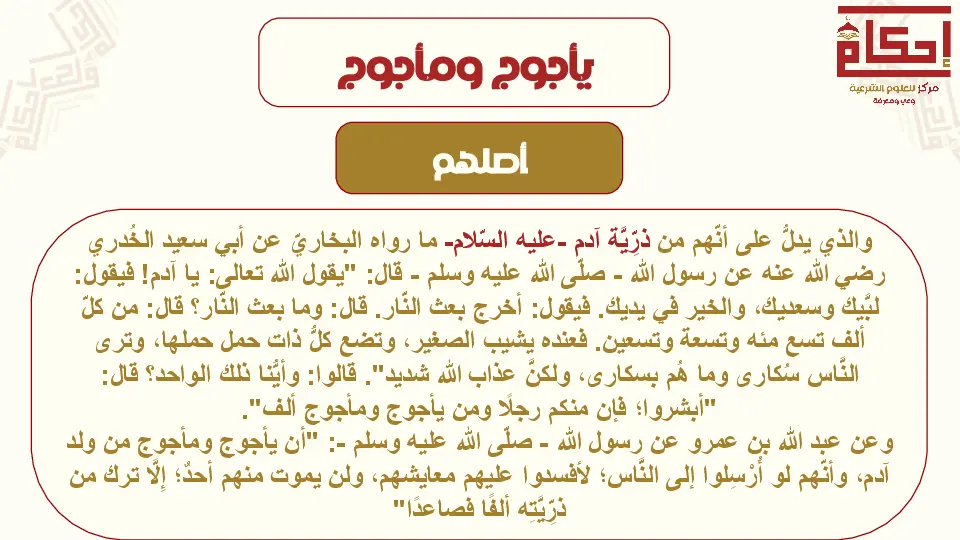 إحكام
مركز للعلوم الشرعية
وعي ومعرفة
يأجوج ومأجوج
أصلهم
والذي يدلُّ على أنّهم من ذرّيَّة آدم -عليه السّلام- ما رواه البخاريّ عن أبي سعيد الخُدري
رضي الله عنه عن رسول الله - صلّى الله عليه وسلم - قال: "يقول الله تعالى: يا آدم! فيقول:
لبَّيك وسعديك، والخير في يديك. فيقول: أخرج بعث النّار. قال: وما بعث النّار؟ قال: من كلّ
ألف تسع مئه وتسعة وتسعين. فعنده يشيب الصغير، وتضع كلُّ ذات حمل حملها، وترى
النَّاس سُكارى وما هُم بسكارى، ولكنَّ عذاب الله شديد". قالوا: وأيُّنا ذلك الواحد؟ قال:
"أبشروا؛ فإن منكم رجلًا ومن يأجوج ومأجوج ألف".
وعن عبد الله بن عمرو عن رسول الله - صلّى الله عليه وسلم -: "أن يأجوج ومأجوج من ولد
آدم، وأنّهم لو أُرْسِلوا إلى النَّاس؛ لأفسدوا عليهم معايشهم، ولن يموت منهم أحدٌ؛ إِلَّا ترك من
ذرِّيَّتِه ألفًا فصاعدًا"